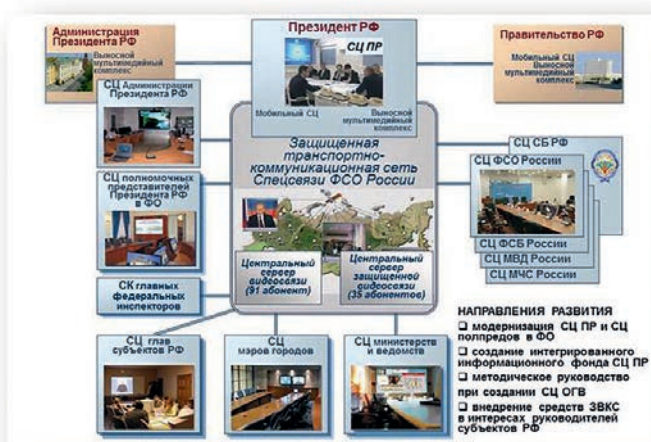 Администрация
Президента РФ
Выносной
мультимедийный
комплекс
Президент РФ
СЦ ПР
Мобильный СЦ
Выносной
мультимедийный
комплекс
Правительство РФ
Мобильный СЦ
Выносной
мультимедийный
комплекс
СЦ Администрации
Президента РФ
СЦ полномочных
представителей
Президента РФ
в ФО
СК главных
федеральных
инспекторов
Защищенная
транспортно-
коммуникационная сеть
Спецсвязи ФСО России
Центральный
сервер
видеосвязи
(91 абонент)
Центральный
сервер
защищенной
видеосвязи
(35 абонентов)
СЦ СБ РФ
СЦ ФСО России
СЦ ФСБ России
СЦ МВД России
СЦ МЧС России
СЦ глав
субъектов РФ
СЦ
мэров городов
СЦ министерств
и ведомств
НАПРАВЛЕНИЯ РАЗВИТИЯ
❑ модернизация СЦ ПР и СЦ
полпредов в ФО
❑ создание интегрированного
информационного фонда СЦ ПР
❑ методическое руководство
при создании СЦ ОГВ
❑ внедрение средств ЗВКС
в интересах руководителей
субъектов РФ